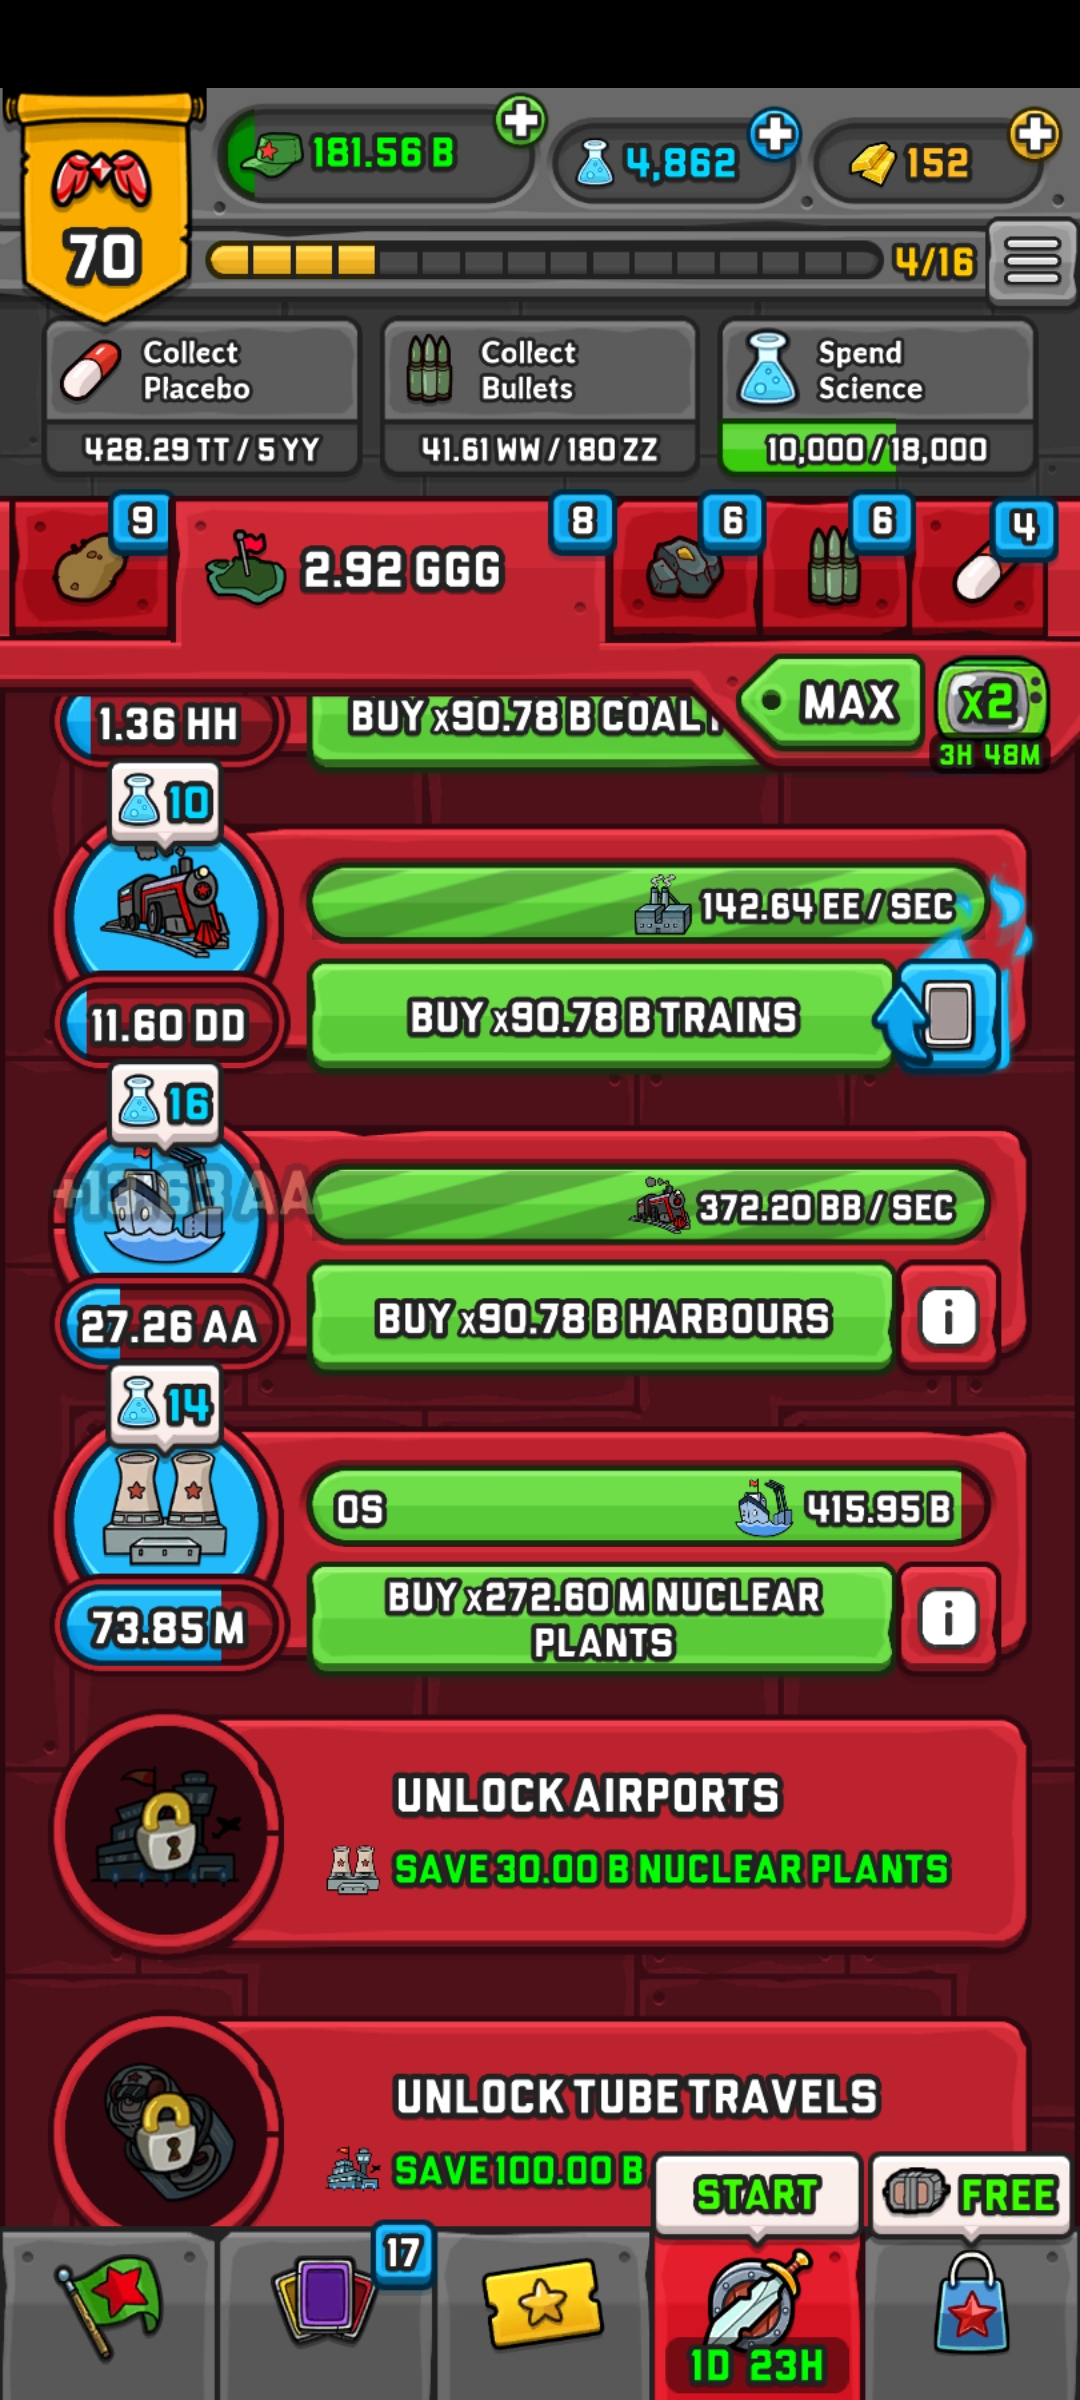 181.56 B
4,862
152
70
4/16
Collect Placebo
428.29 TT / 5 YY
Collect Bullets
41.61 WW / 180 ZZ
Spend Science
10,000 / 18,000
9
2.92 GGG
8
6
6
4
1.36 HH
BUY x90.78 B COAL
MAX
x2
3H 48M
10
142.64 EE / SEC
11.60 DD
BUY x90.78 B TRAINS
16
372.20 BB / SEC
27.26 AA
BUY x90.78 B HARBOURS
i
14
0S
415.95 B
73.85 M
BUY x272.60 M NUCLEAR
PLANTS
i
UNLOCK AIRPORTS
SAVE 30.00 B NUCLEAR PLANTS
UNLOCK TUBE TRAVELS
SAVE 100.00 B
START
FREE
17
1D 23H